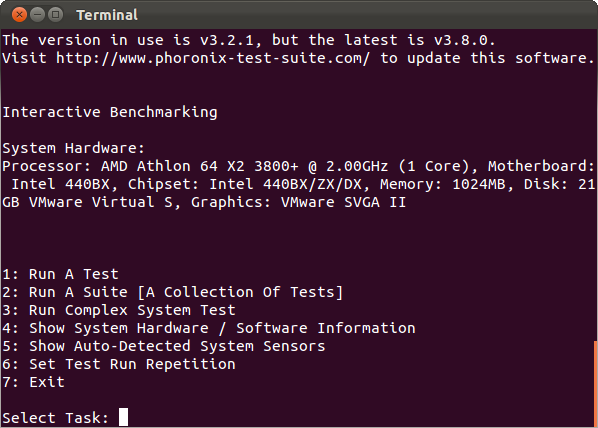 Terminal
The version in use is v3.2.1, but the latest is v3.8.0.
Visit http://www.phoronix-test-suite.com/ to update this software.
Interactive Benchmarking
System Hardware:
Processor: AMD Athlon 64 X2 3800+ @ 2.00GHz (1 Core), Motherboard:
Intel 440BX, Chipset: Intel 440BX/ZX/DX, Memory: 1024MB, Disk: 21
GB VMware Virtual S, Graphics: VMware SVGA II
1: Run A Test
2: Run A Suite [A Collection Of Tests]
3: Run Complex System Test
4: Show System Hardware / Software Information
5: Show Auto-Detected System Sensors
6: Set Test Run Repetition
7: Exit
Select Task: